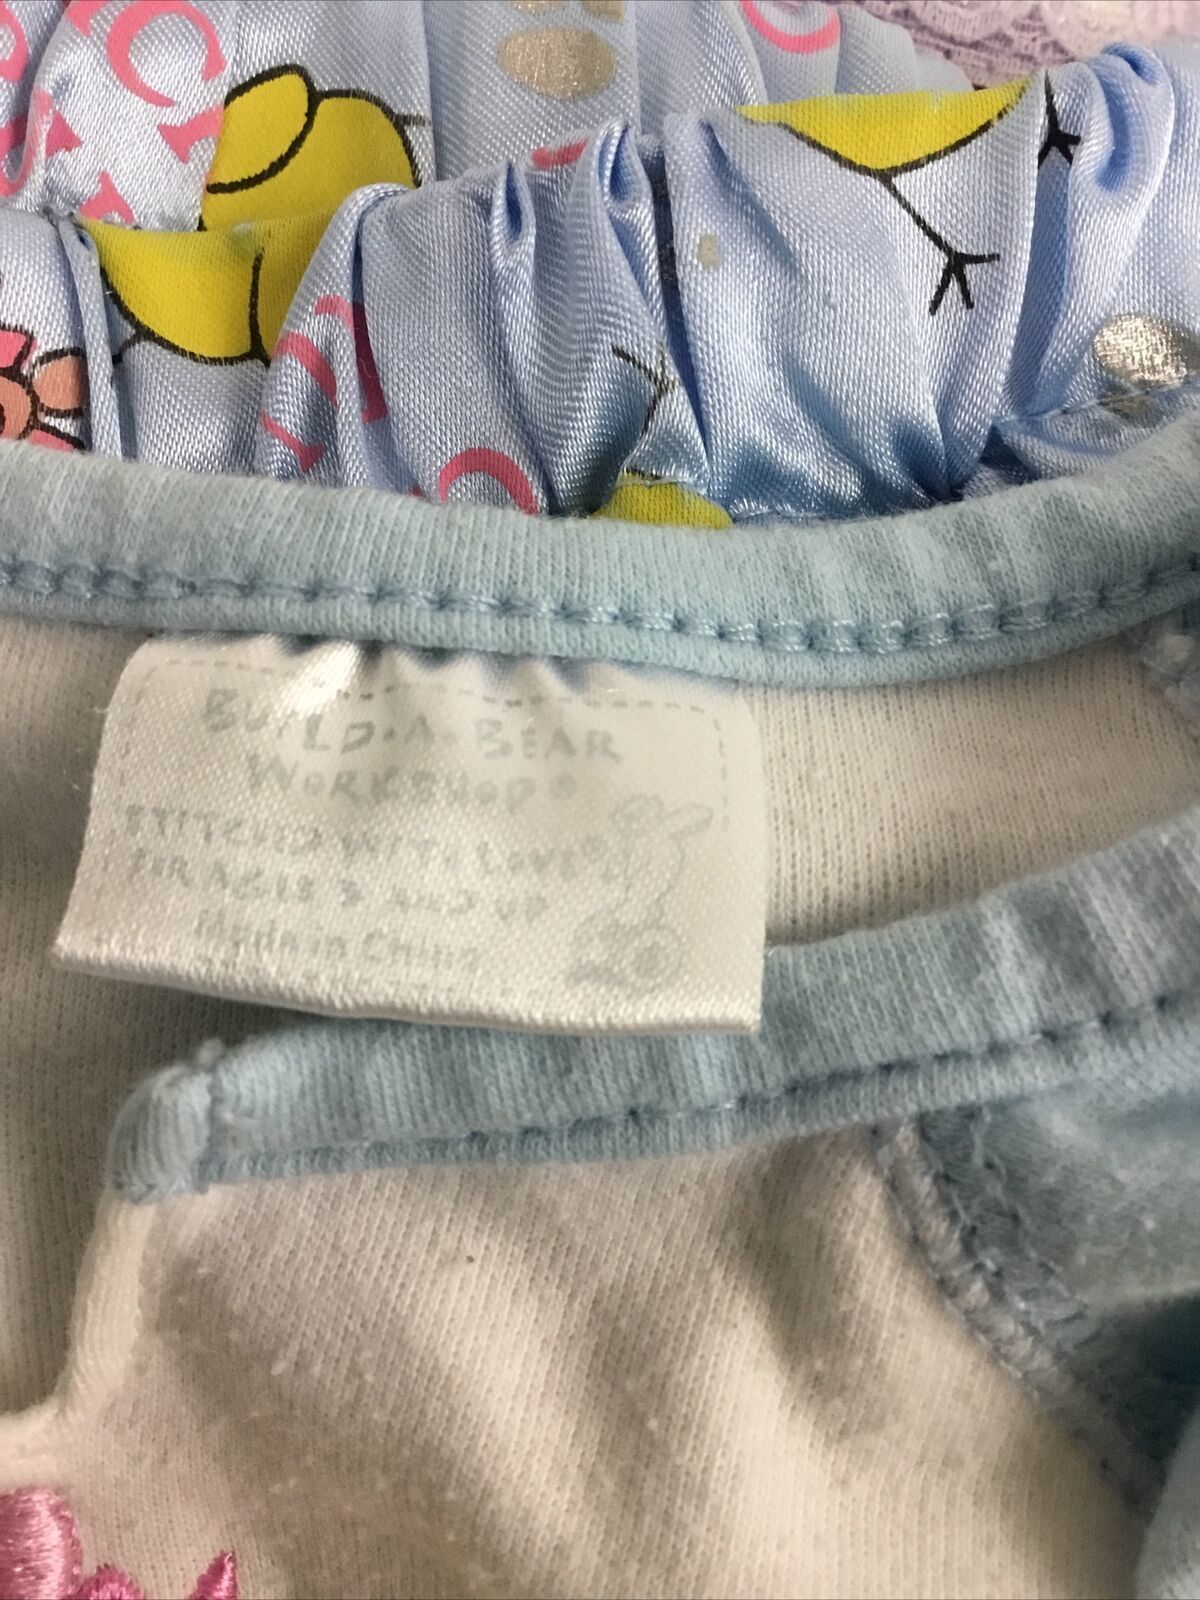 BUILD-A-BEAR
WORKSHOP®
STITCHED WITH LOVE
FOR AGES 3 AND UP
Made in China